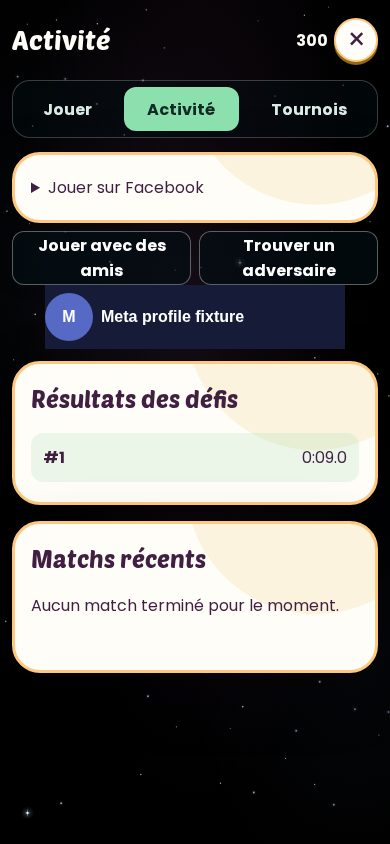 Activité
300
×
Jouer
Activité
Tournois
Jouer sur Facebook
Jouer avec des
amis
Trouver un
adversaire
M
Meta profile fixture
Résultats des défis
#1
0:09.0
Matchs récents
Aucun match terminé pour le moment.